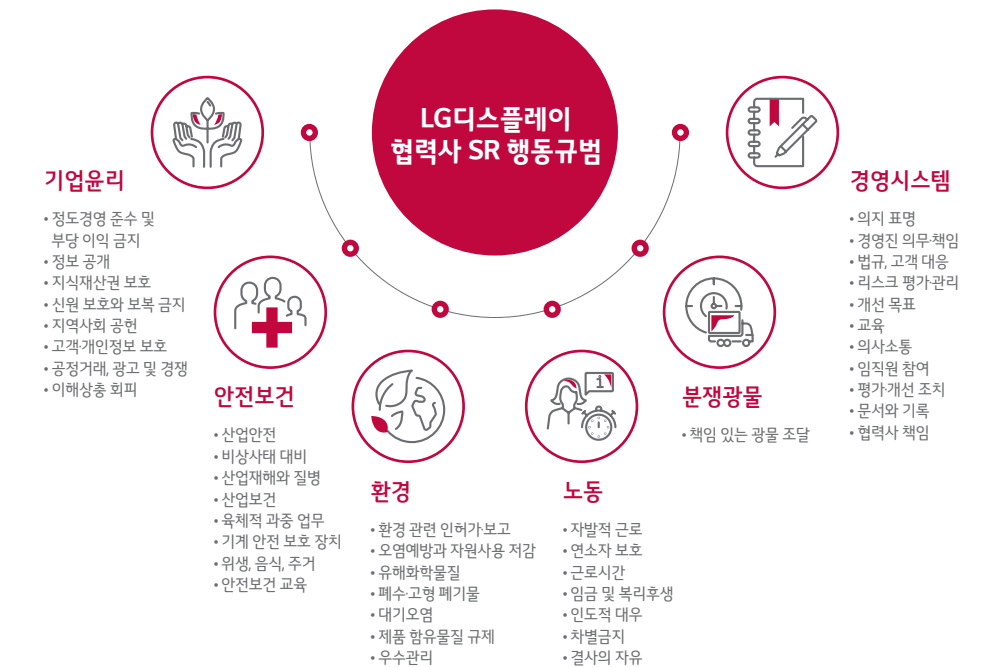 LG디스플레이
협력사 SR 행동규범
기업윤리
• 정도경영 준수 및
부당 이익 금지
• 정보 공개
• 지식재산권 보호
• 신원 보호와 보복 금지
• 지역사회 공헌
• 고객·개인정보 보호
• 공정거래, 광고 및 경쟁
• 이해상충 회피
안전보건
• 산업안전
• 비상사태 대비
• 산업재해와 질병
• 산업보건
• 육체적 과중 업무
• 기계 안전 보호 장치
• 위생, 음식, 주거
• 안전보건 교육
환경
• 환경 관련 인허가·보고
• 오염예방과 자원사용 저감
• 유해화학물질
• 폐수·고형 폐기물
• 대기오염
• 제품 함유물질 규제
• 우수관리
노동
• 자발적 근로
• 연소자 보호
• 근로시간
• 임금 및 복리후생
• 인도적 대우
• 차별금지
• 결사의 자유
분쟁광물
• 책임 있는 광물 조달
경영시스템
• 의지 표명
• 경영진 의무·책임
• 법규, 고객 대응
• 리스크 평가·관리
• 개선 목표
• 교육
• 의사소통
• 임직원 참여
• 평가·개선 조치
• 문서와 기록
• 협력사 책임
1